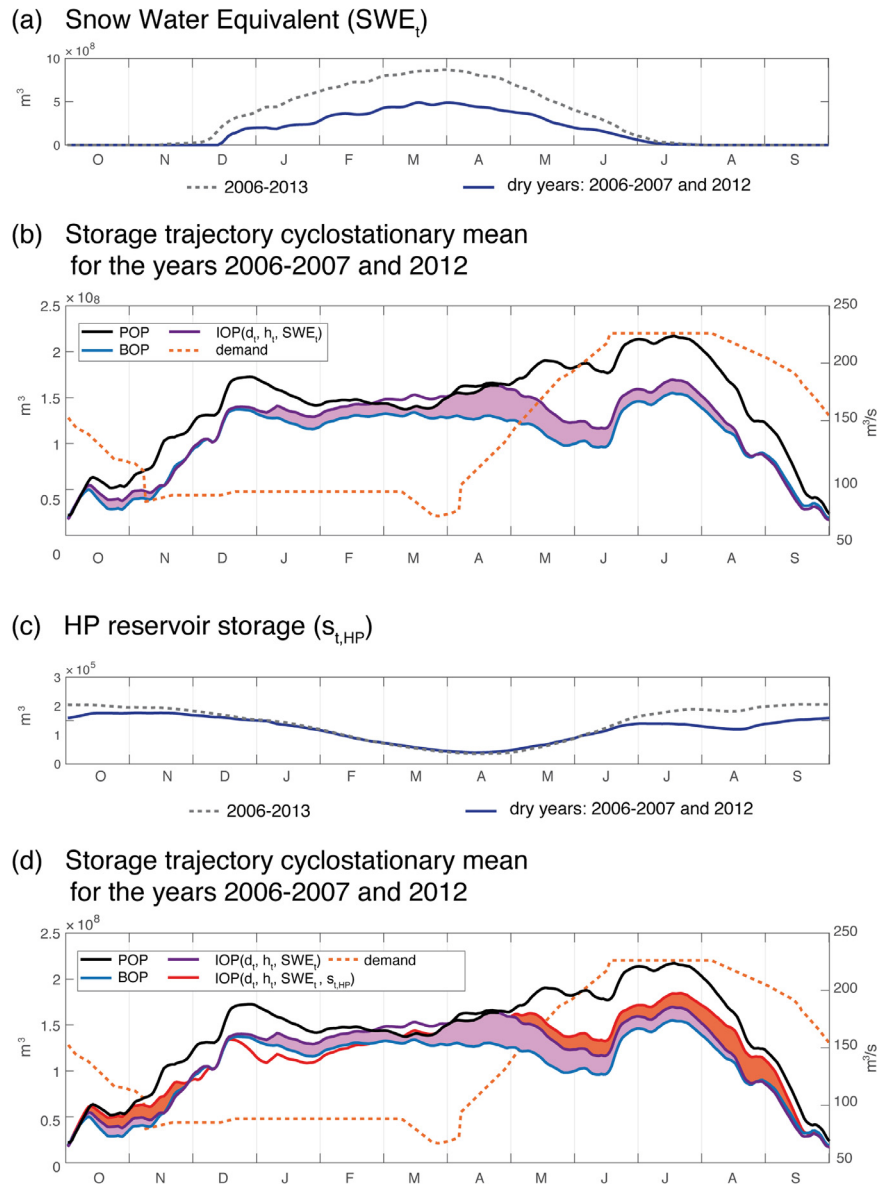 (a) Snow Water Equivalent (SWEt)
× 10^8
10
5
0
m³
O N D J F M A M J J A S
2006-2013 dry years: 2006-2007 and 2012
(b) Storage trajectory cyclostationary mean
for the years 2006-2007 and 2012
× 10^8
2.5
2
1.5
1
0.5
0
m³
POP IOP(dt, ht, SWEt)
BOP demand
250
200
150
100
50
m³/s
O N D J F M A M J J A S
(c) HP reservoir storage (st,HP)
× 10^5
3
2
1
0
m³
O N D J F M A M J J A S
2006-2013 dry years: 2006-2007 and 2012
(d) Storage trajectory cyclostationary mean
for the years 2006-2007 and 2012
× 10^8
2.5
2
1.5
1
0.5
0
m³
POP IOP(dt, ht, SWEt) demand
BOP IOP(dt, ht, SWEt, st,HP)
250
200
150
100
50
m³/s
O N D J F M A M J J A S